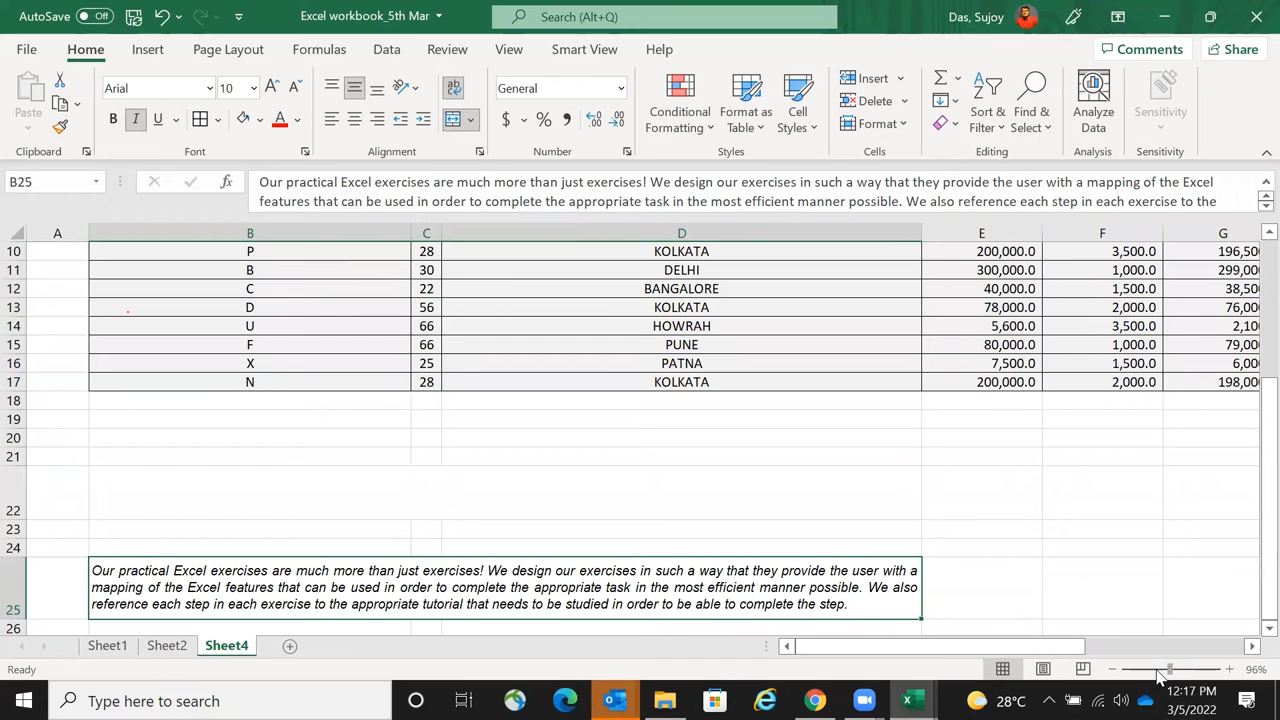 AutoSave Off Excel workbook_5th Mar Search (Alt+Q) Das, Sujoy
File Home Insert Page Layout Formulas Data Review View Smart View Help Comments Share
Paste Arial 10 General Conditional Formatting Format as Table Cell Styles Insert Delete Format Sort & Filter Find & Select Analyze Data Sensitivity
Clipboard Font Alignment Number Styles Cells Editing Analysis Sensitivity
B25 fx Our practical Excel exercises are much more than just exercises! We design our exercises in such a way that they provide the user with a mapping of the Excel
features that can be used in order to complete the appropriate task in the most efficient manner possible. We also reference each step in each exercise to the
A B C D E F G
10 P 28 KOLKATA 200,000.0 3,500.0 196,50
11 B 30 DELHI 300,000.0 1,000.0 299,00
12 C 22 BANGALORE 40,000.0 1,500.0 38,50
13 D 56 KOLKATA 78,000.0 2,000.0 76,00
14 U 66 HOWRAH 5,600.0 3,500.0 2,10
15 F 66 PUNE 80,000.0 1,000.0 79,00
16 X 25 PATNA 7,500.0 1,500.0 6,00
17 N 28 KOLKATA 200,000.0 2,000.0 198,00
18
19
20
21
22
23
24
Our practical Excel exercises are much more than just exercises! We design our exercises in such a way that they provide the user with a
mapping of the Excel features that can be used in order to complete the appropriate task in the most efficient manner possible. We also
25 reference each step in each exercise to the appropriate tutorial that needs to be studied in order to be able to complete the step.
26
Sheet1 Sheet2 Sheet4
Ready 96%
Type here to search 28°C 12:17 PM
3/5/2022